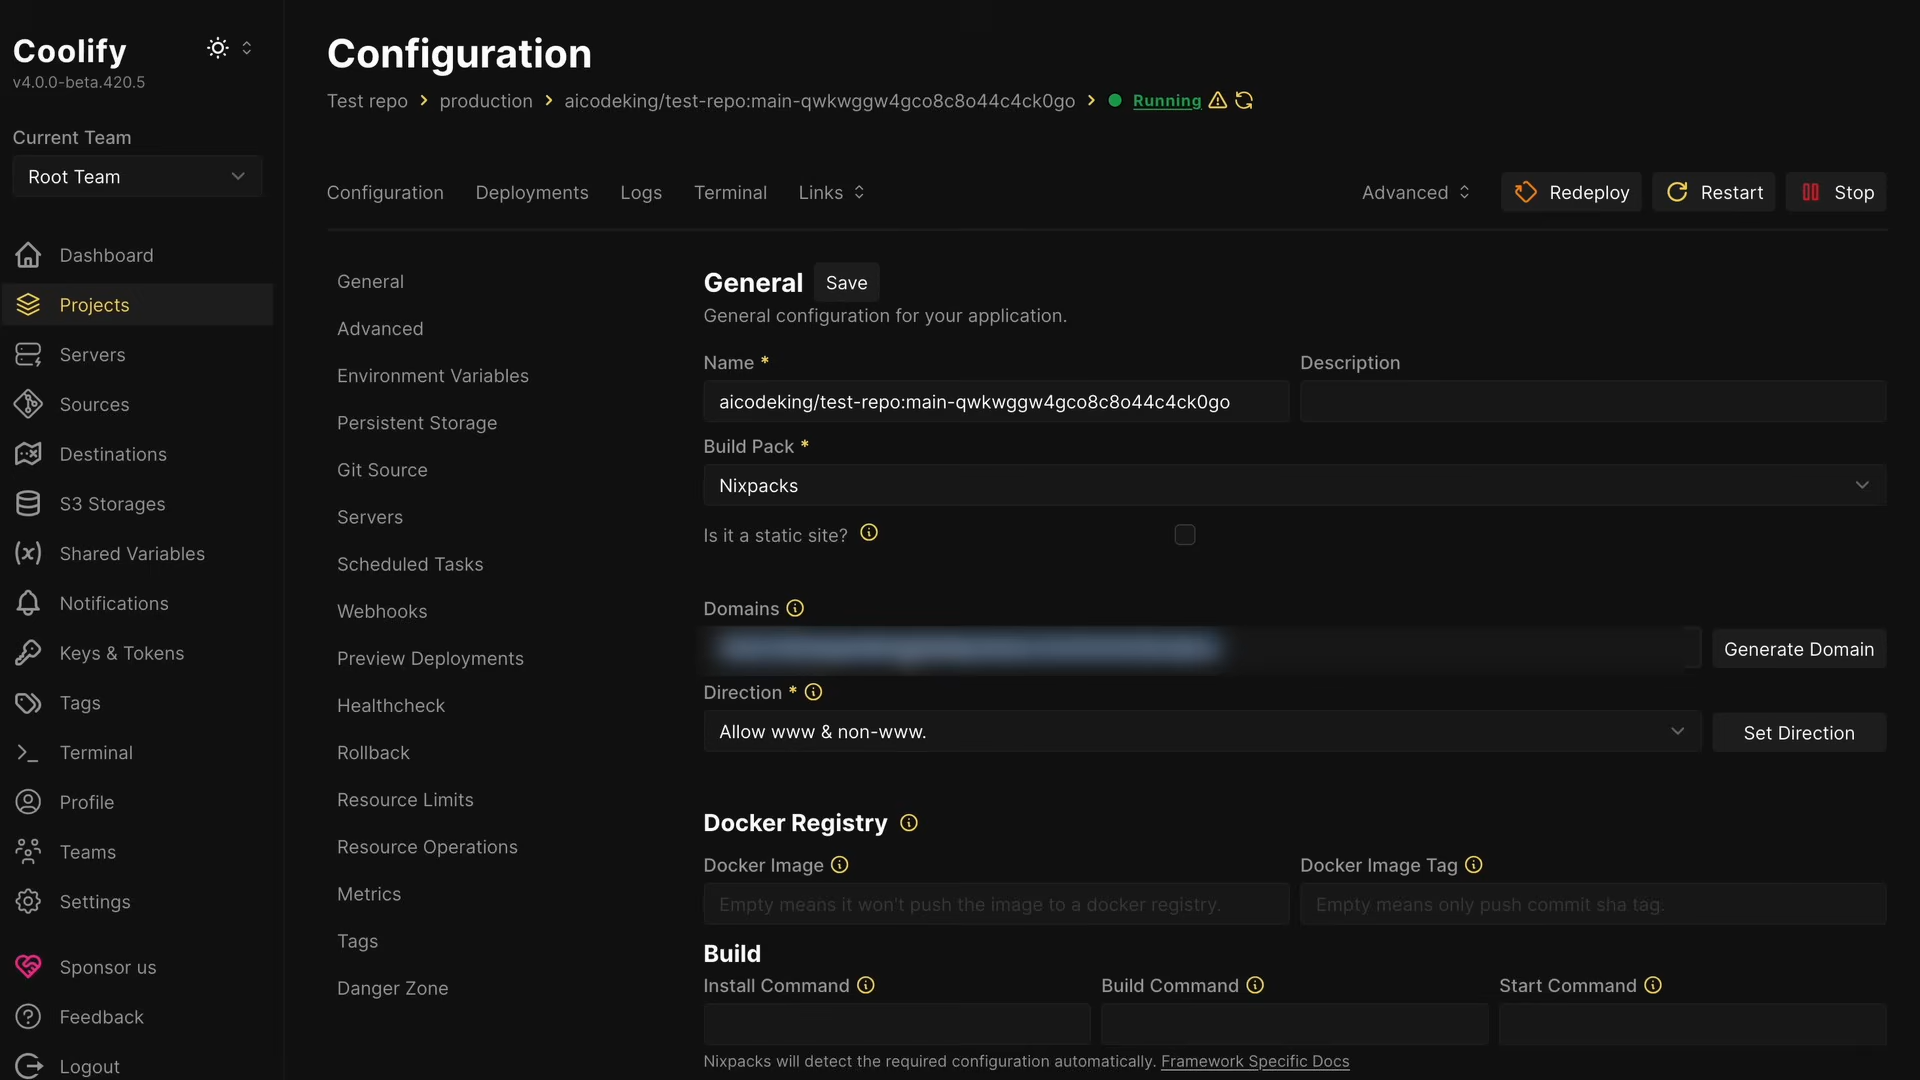 Coolify
v4.0.0-beta.420.5
Current Team
Root Team
Dashboard
Projects
Servers
Sources
Destinations
S3 Storages
Shared Variables
Notifications
Keys & Tokens
Tags
Terminal
Profile
Teams
Settings
Sponsor us
Feedback
Logout
Configuration
Test repo production aicodeking/test-repo:main-qwkwggw4gco8c8o44c4ck0go Running
Configuration Deployments Logs Terminal Links Advanced Redeploy Restart Stop
General
Advanced
Environment Variables
Persistent Storage
Git Source
Servers
Scheduled Tasks
Webhooks
Preview Deployments
Healthcheck
Rollback
Resource Limits
Resource Operations
Metrics
Tags
Danger Zone
General Save
General configuration for your application.
Name * Description
aicodeking/test-repo:main-qwkwggw4gco8c8o44c4ck0go
Build Pack *
Nixpacks
Is it a static site?
Domains
Generate Domain
Direction *
Allow www & non-www. Set Direction
Docker Registry
Docker Image Docker Image Tag
Empty means it won't push the image to a docker registry. Empty means only push commit sha tag.
Build
Install Command Build Command Start Command
Nixpacks will detect the required configuration automatically. Framework Specific Docs